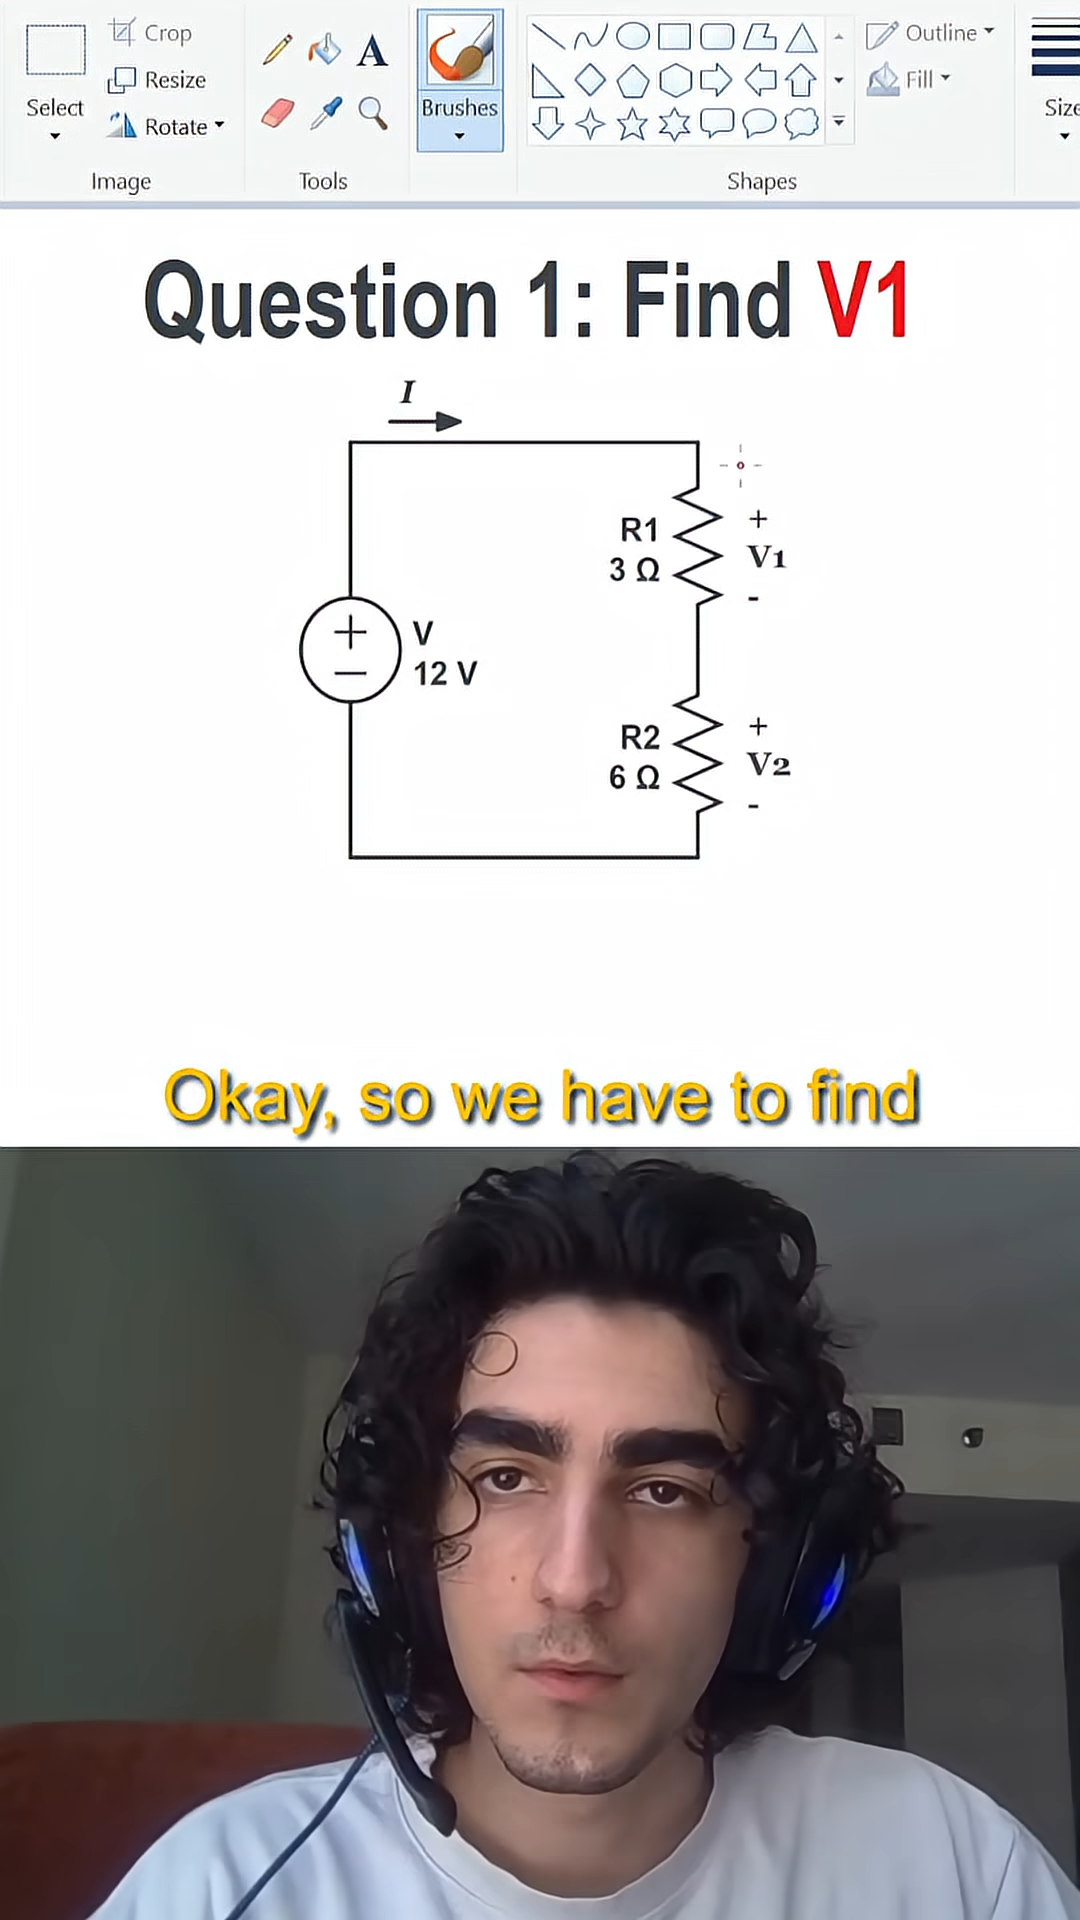 Crop
Resize
Select
Rotate
Image
A
Tools
Brushes
Shapes
Outline
Fill
Size
Question 1: Find V1
I
R1
3 Ω
+
V1
-
+
V
12 V
R2
6 Ω
+
V2
-
Okay, so we have to find